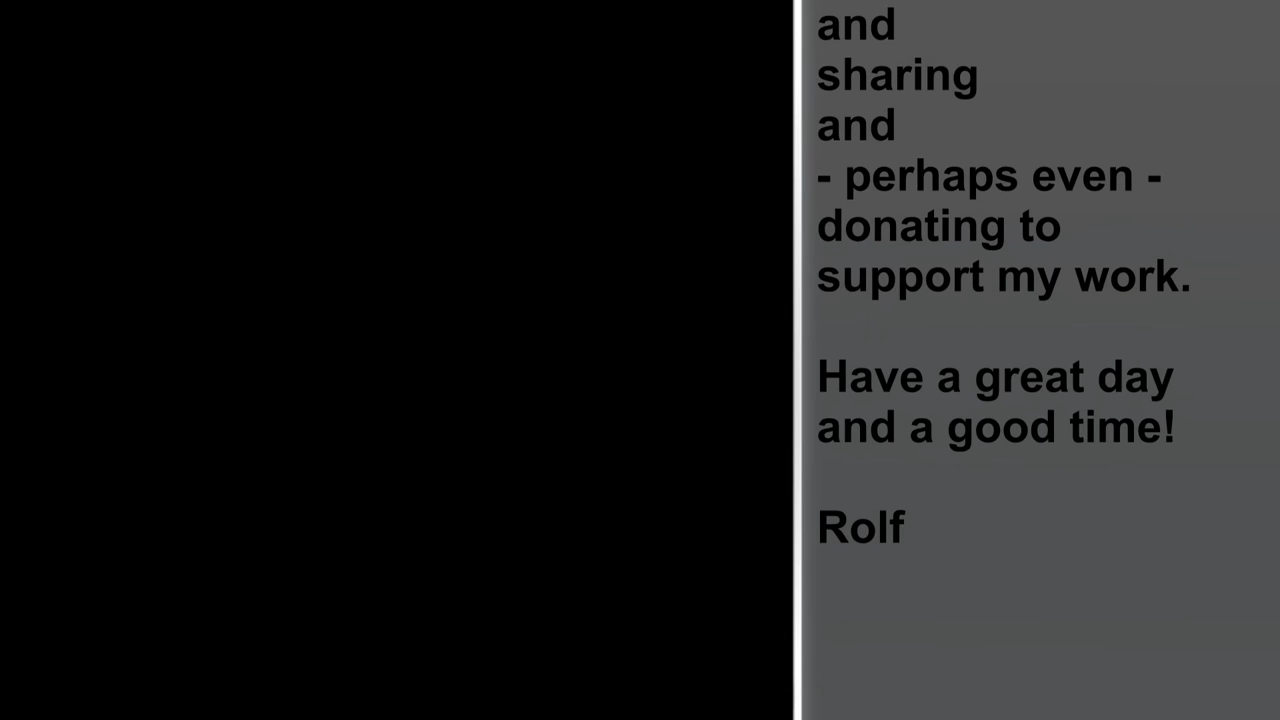 and
sharing
and
- perhaps even -
donating to
support my work.
Have a great day
and a good time!
Rolf